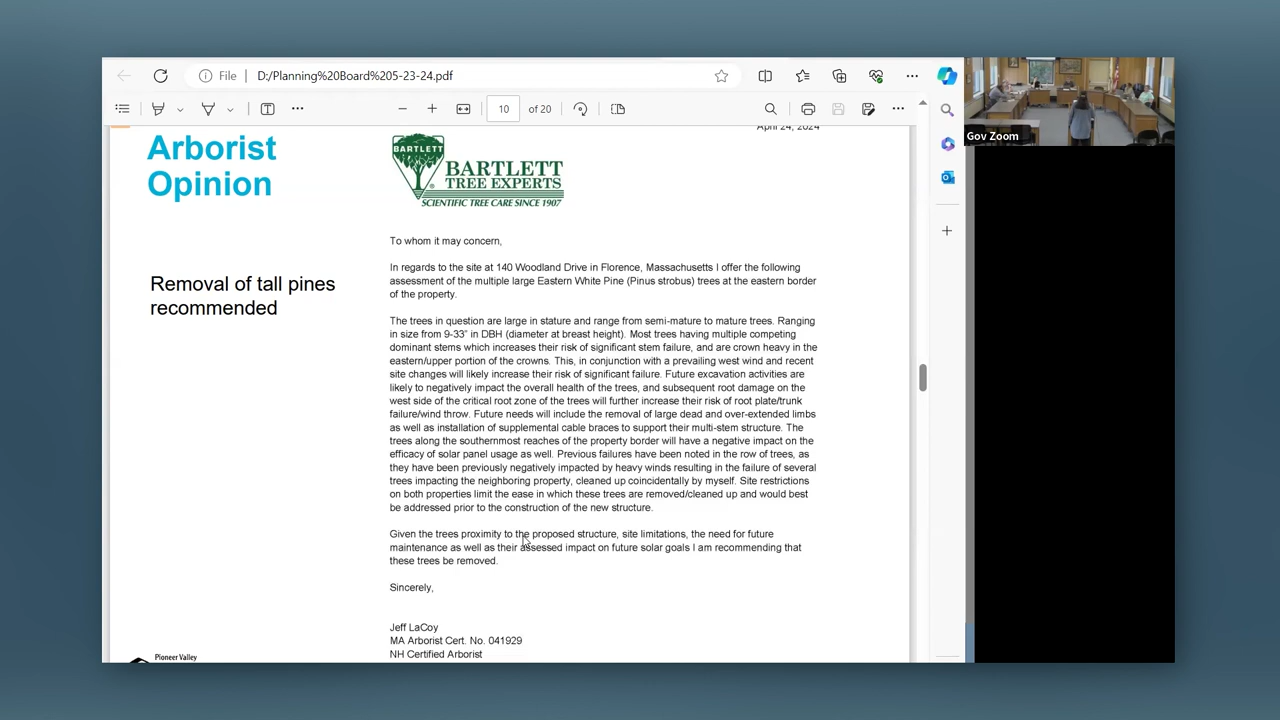 File
D:/Planning%20Board%205-23-24.pdf
10 of 20
Gov Zoom
April 24, 2024
Arborist
Opinion
BARTLETT
BARTLETT
TREE EXPERTS
SCIENTIFIC TREE CARE SINCE 1907
Removal of tall pines
recommended
To whom it may concern,
In regards to the site at 140 Woodland Drive in Florence, Massachusetts I offer the following
assessment of the multiple large Eastern White Pine (Pinus strobus) trees at the eastern border
of the property.
The trees in question are large in stature and range from semi-mature to mature trees. Ranging
in size from 9-33” in DBH (diameter at breast height). Most trees having multiple competing
dominant stems which increases their risk of significant stem failure, and are crown heavy in the
eastern/upper portion of the crowns. This, in conjunction with a prevailing west wind and recent
site changes will likely increase their risk of significant failure. Future excavation activities are
likely to negatively impact the overall health of the trees, and subsequent root damage on the
west side of the critical root zone of the trees will further increase their risk of root plate/trunk
failure/wind throw. Future needs will include the removal of large dead and over-extended limbs
as well as installation of supplemental cable braces to support their multi-stem structure. The
trees along the southernmost reaches of the property border will have a negative impact on the
efficacy of solar panel usage as well. Previous failures have been noted in the row of trees, as
they have been previously negatively impacted by heavy winds resulting in the failure of several
trees impacting the neighboring property, cleaned up coincidentally by myself. Site restrictions
on both properties limit the ease in which these trees are removed/cleaned up and would best
be addressed prior to the construction of the new structure.
Given the trees proximity to the proposed structure, site limitations, the need for future
maintenance as well as their assessed impact on future solar goals I am recommending that
these trees be removed.
Sincerely,
Jeff LaCoy
MA Arborist Cert. No. 041929
NH Certified Arborist
Pioneer Valley